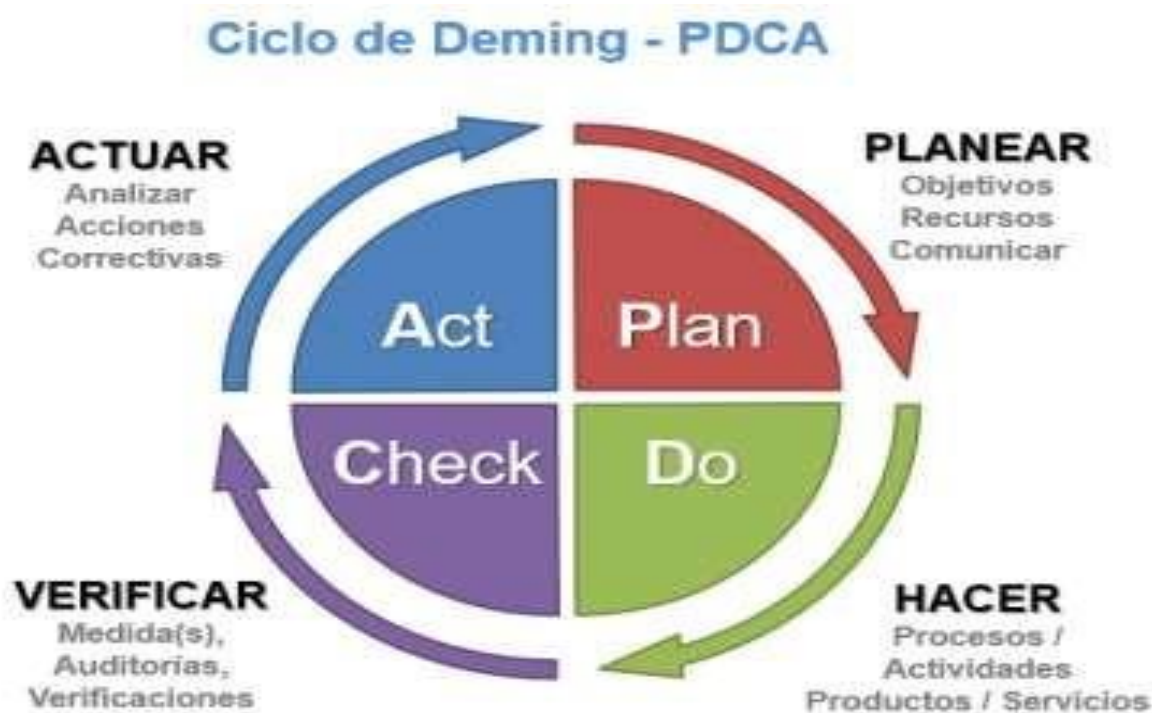 Ciclo de Deming - PDCA
ACTUAR
Analizar
Acciones
Correctivas
PLANEAR
Objetivos
Recursos
Comunicar
Act
Plan
Check
Do
VERIFICAR
Medida(s),
Auditorías,
Verificaciones
HACER
Procesos /
Actividades
Productos / Servicios